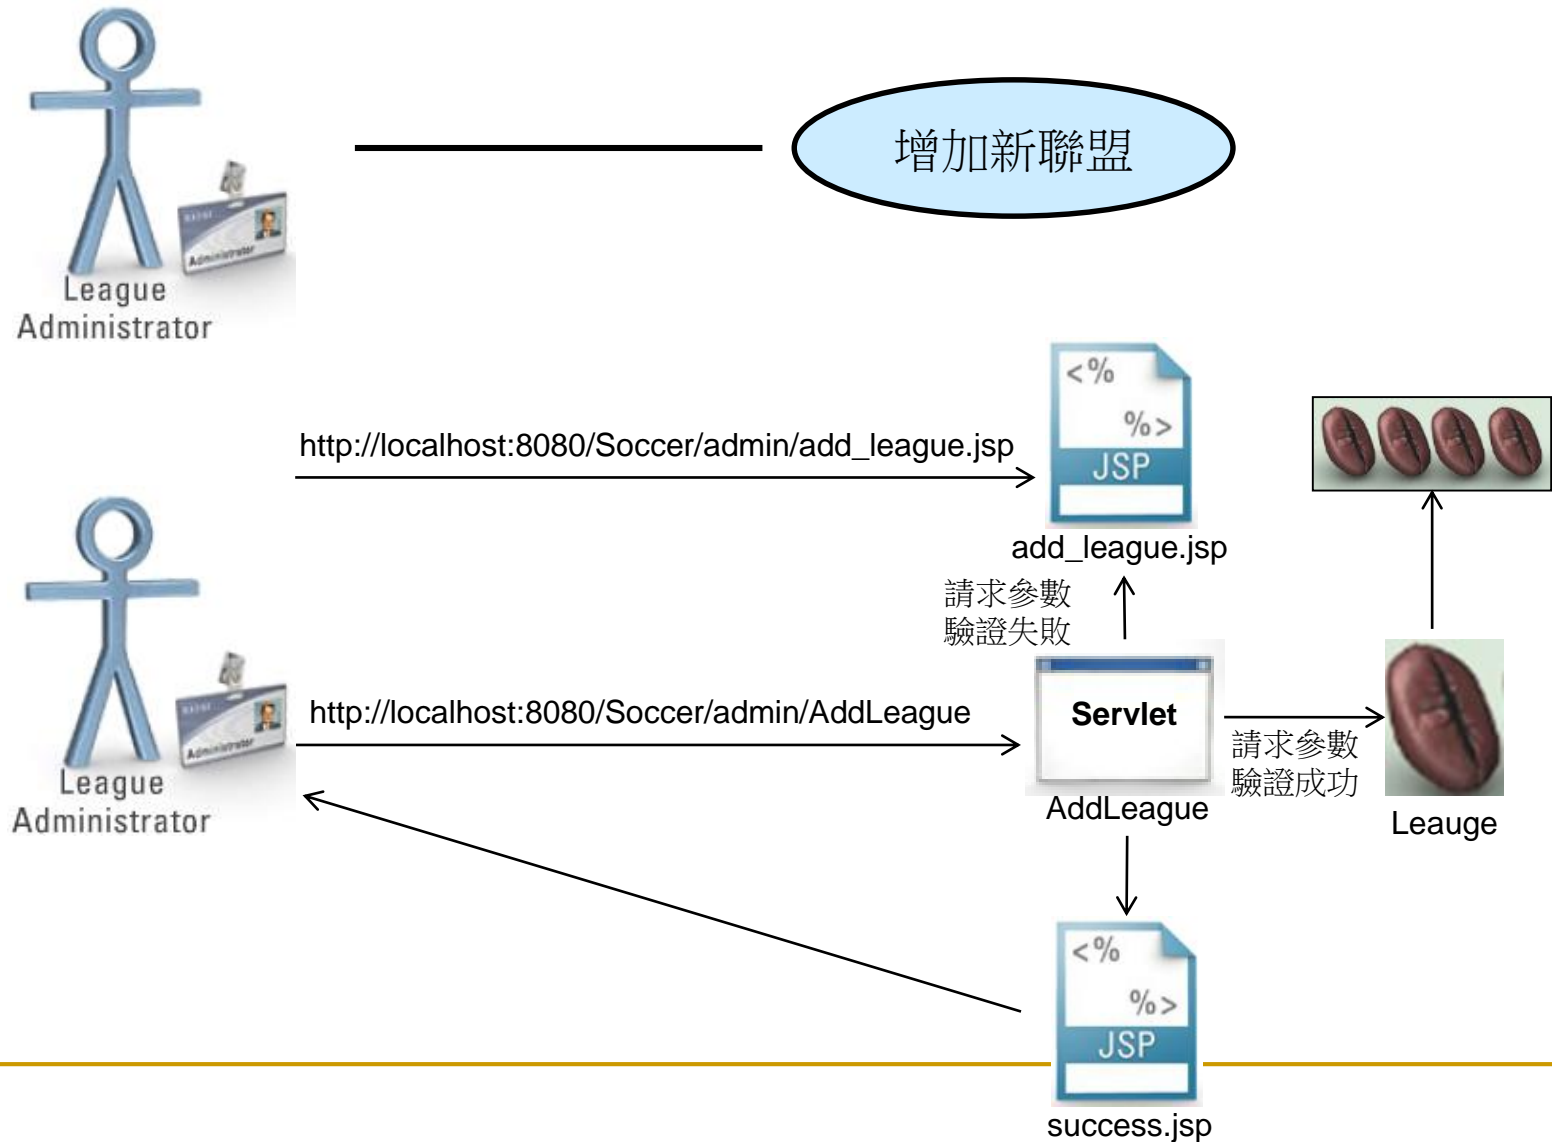 增加新聯盟
League
Administrator
Administrator
<%
%>
JSP
http://localhost:8080/Soccer/admin/add_league.jsp
add_league.jsp
請求參數
驗證失敗
http://localhost:8080/Soccer/admin/AddLeague
Servlet
請求參數
驗證成功
Administrator
League
Administrator
AddLeague
Leauge
<%
%>
JSP
success.jsp